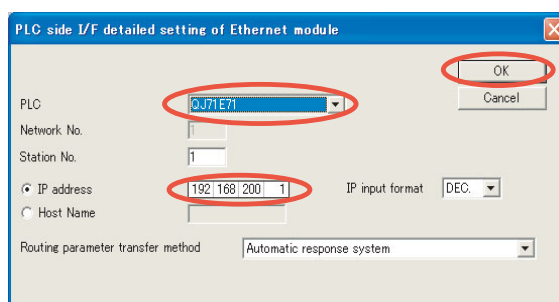 PLC side I/F detailed setting of Ethernet module
OK
PLC QJ71E71 Cancel
Network No. 1
Station No. 1
IP address 192 168 200 1 IP input format DEC.
Host Name
Routing parameter transfer method Automatic response system